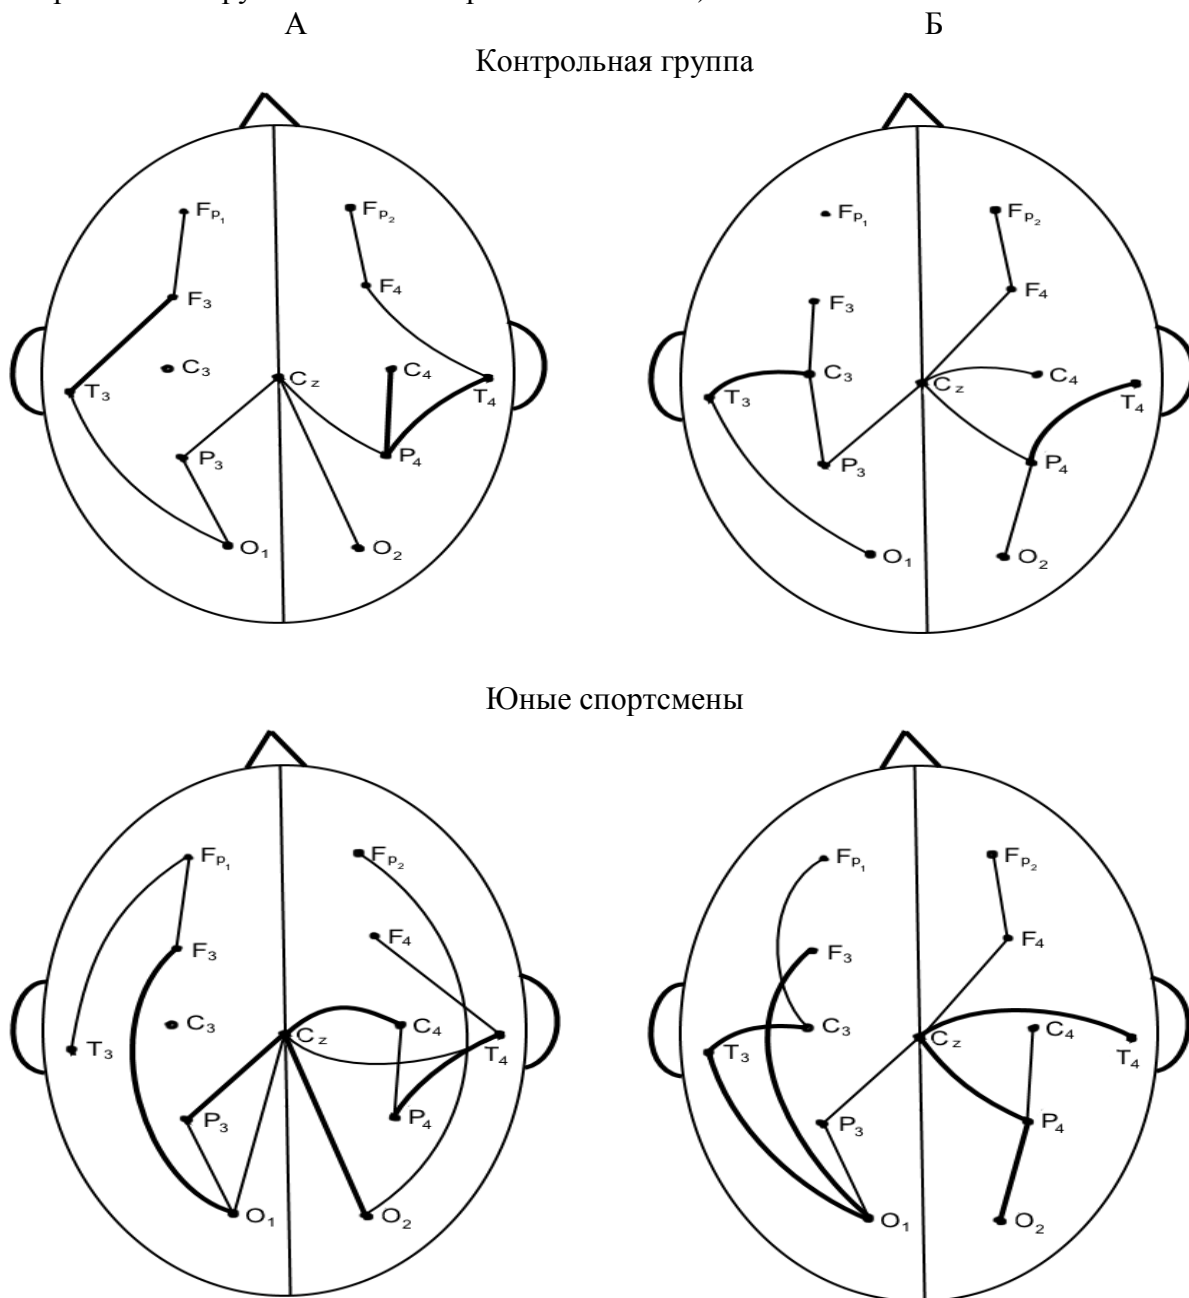 А Б
Контрольная группа
Fp1 Fp2 Fp1 Fp2
F3 F4 F3 F4
C3 Cz C4 C3 Cz C4
T3 T4 T3 T4
P3 P4 P3 P4
O1 O2 O1 O2
Юные спортсмены
Fp1 Fp2 Fp1 Fp2
F3 F4 F3 F4
C3 Cz C4 C3 Cz C4
T3 T4 T3 T4
P3 P4 P3 P4
O1 O2 O1 O2